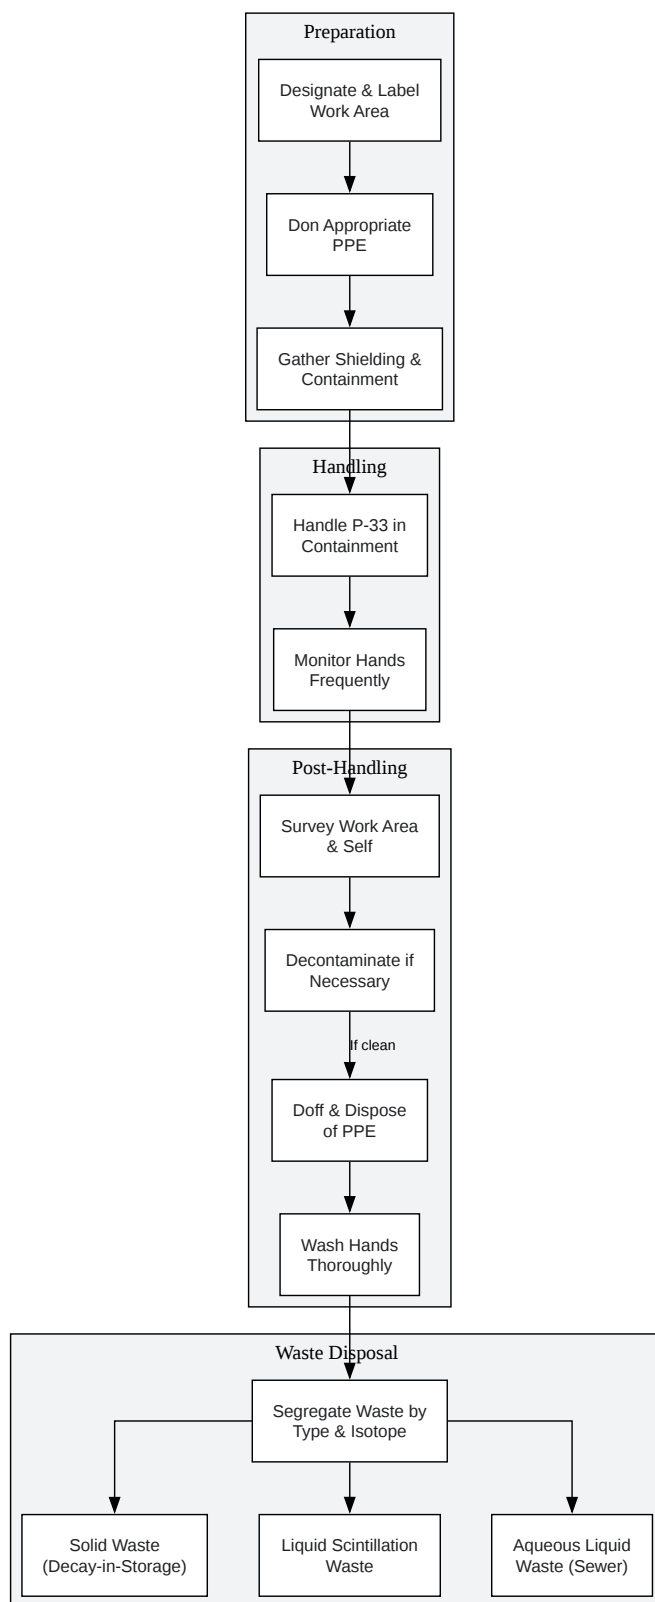 Preparation
Designate & Label
Work Area
Don Appropriate
PPE
Gather Shielding &
Containment
Handling
Handle P-33 in
Containment
Monitor Hands
Frequently
Post-Handling
Survey Work Area
& Self
Decontaminate if
Necessary
If clean
Doff & Dispose
of PPE
Wash Hands
Thoroughly
Waste Disposal
Segregate Waste by
Type & Isotope
Solid Waste
(Decay-in-Storage)
Liquid Scintillation
Waste
Aqueous Liquid
Waste (Sewer)